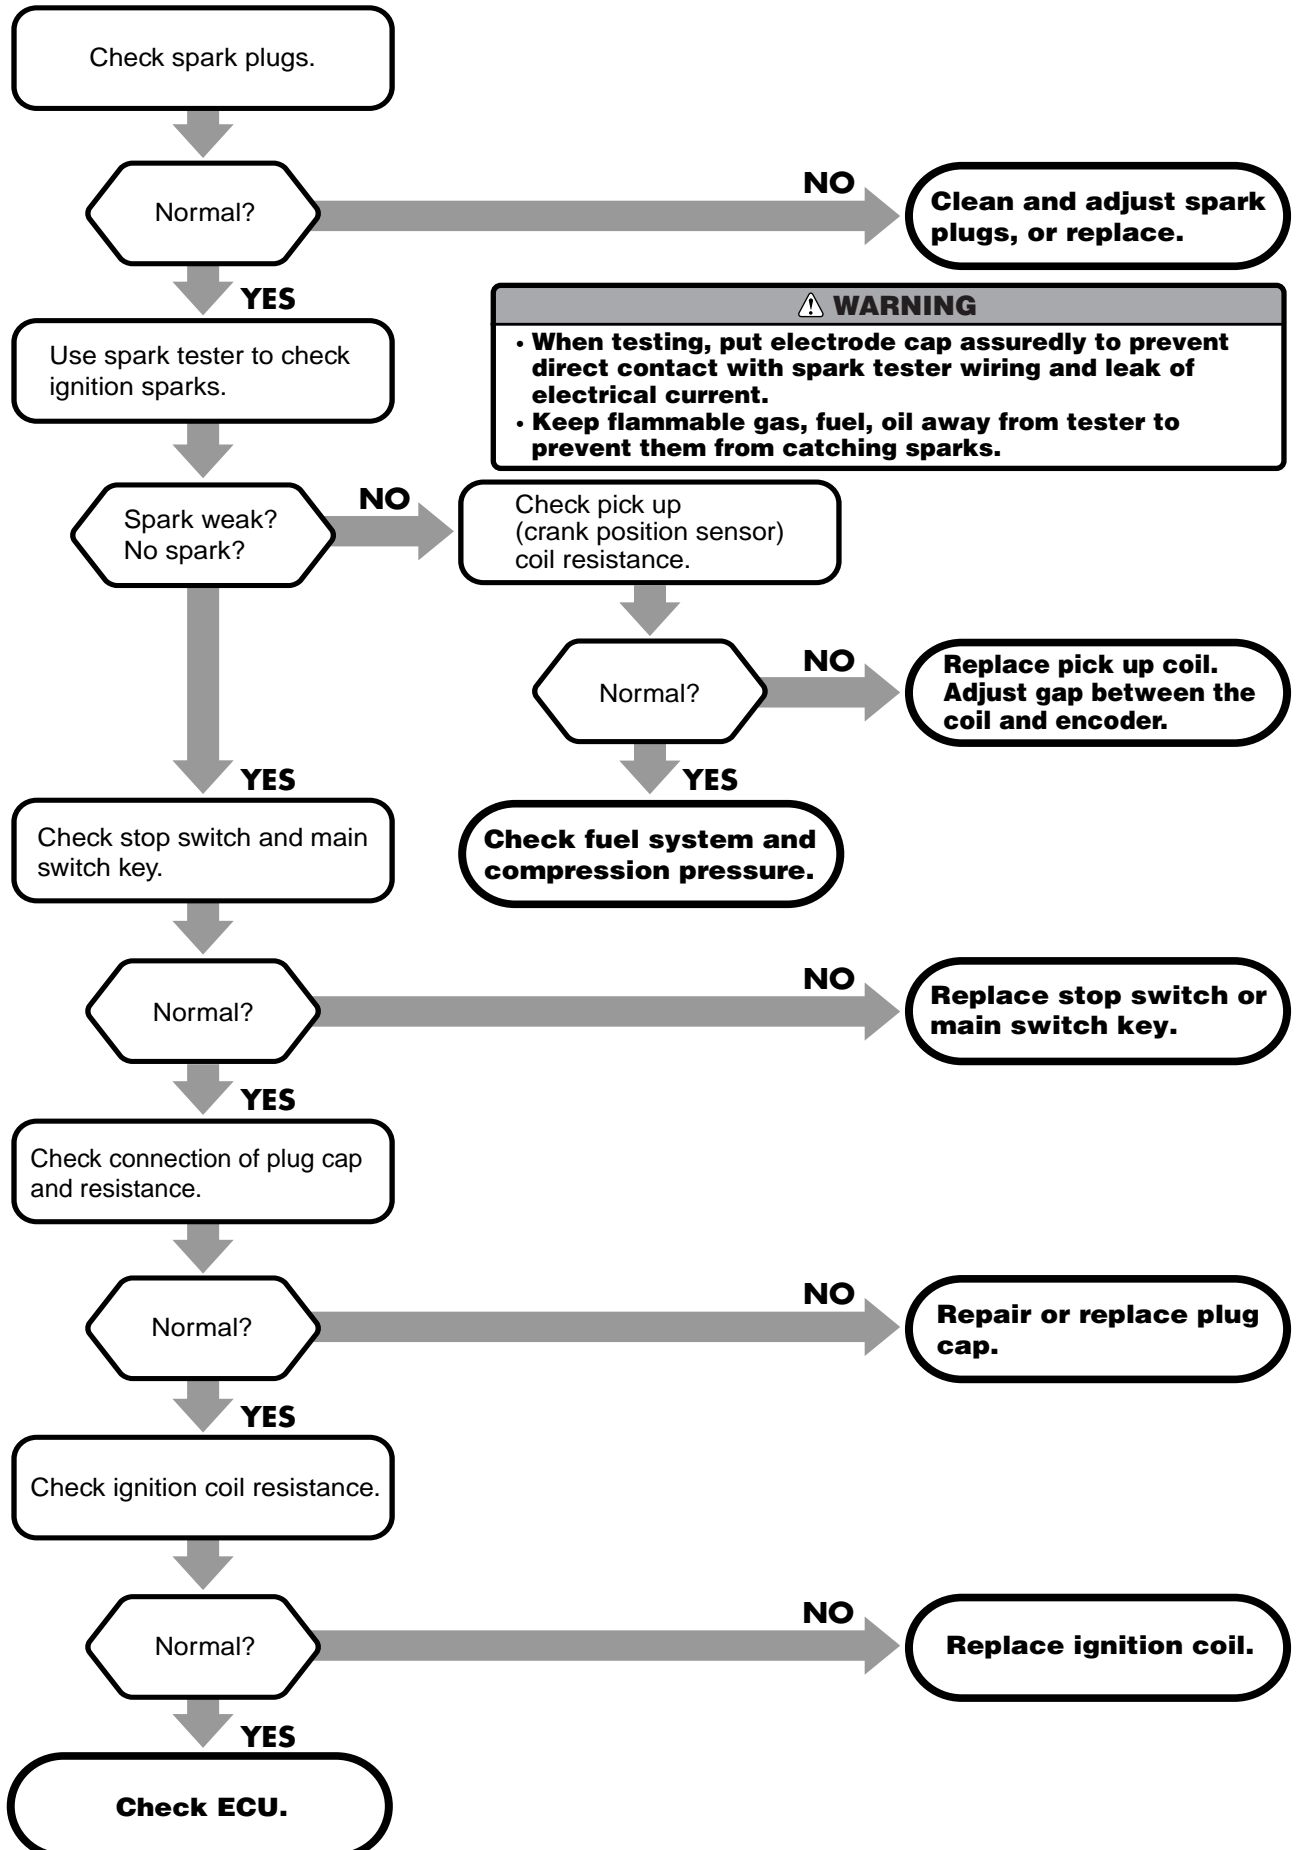 Check spark plugs.
Normal?
NO
Clean and adjust spark
plugs, or replace.
YES
Use spark tester to check
ignition sparks.
WARNING
• When testing, put electrode cap assuredly to prevent
direct contact with spark tester wiring and leak of
electrical current.
• Keep flammable gas, fuel, oil away from tester to
prevent them from catching sparks.
Spark weak?
No spark?
NO
Check pick up
(crank position sensor)
coil resistance.
Normal?
NO
Replace pick up coil.
Adjust gap between the
coil and encoder.
YES
Check fuel system and
compression pressure.
YES
Check stop switch and main
switch key.
Normal?
NO
Replace stop switch or
main switch key.
YES
Check connection of plug cap
and resistance.
Normal?
NO
Repair or replace plug
cap.
YES
Check ignition coil resistance.
Normal?
NO
Replace ignition coil.
YES
Check ECU.